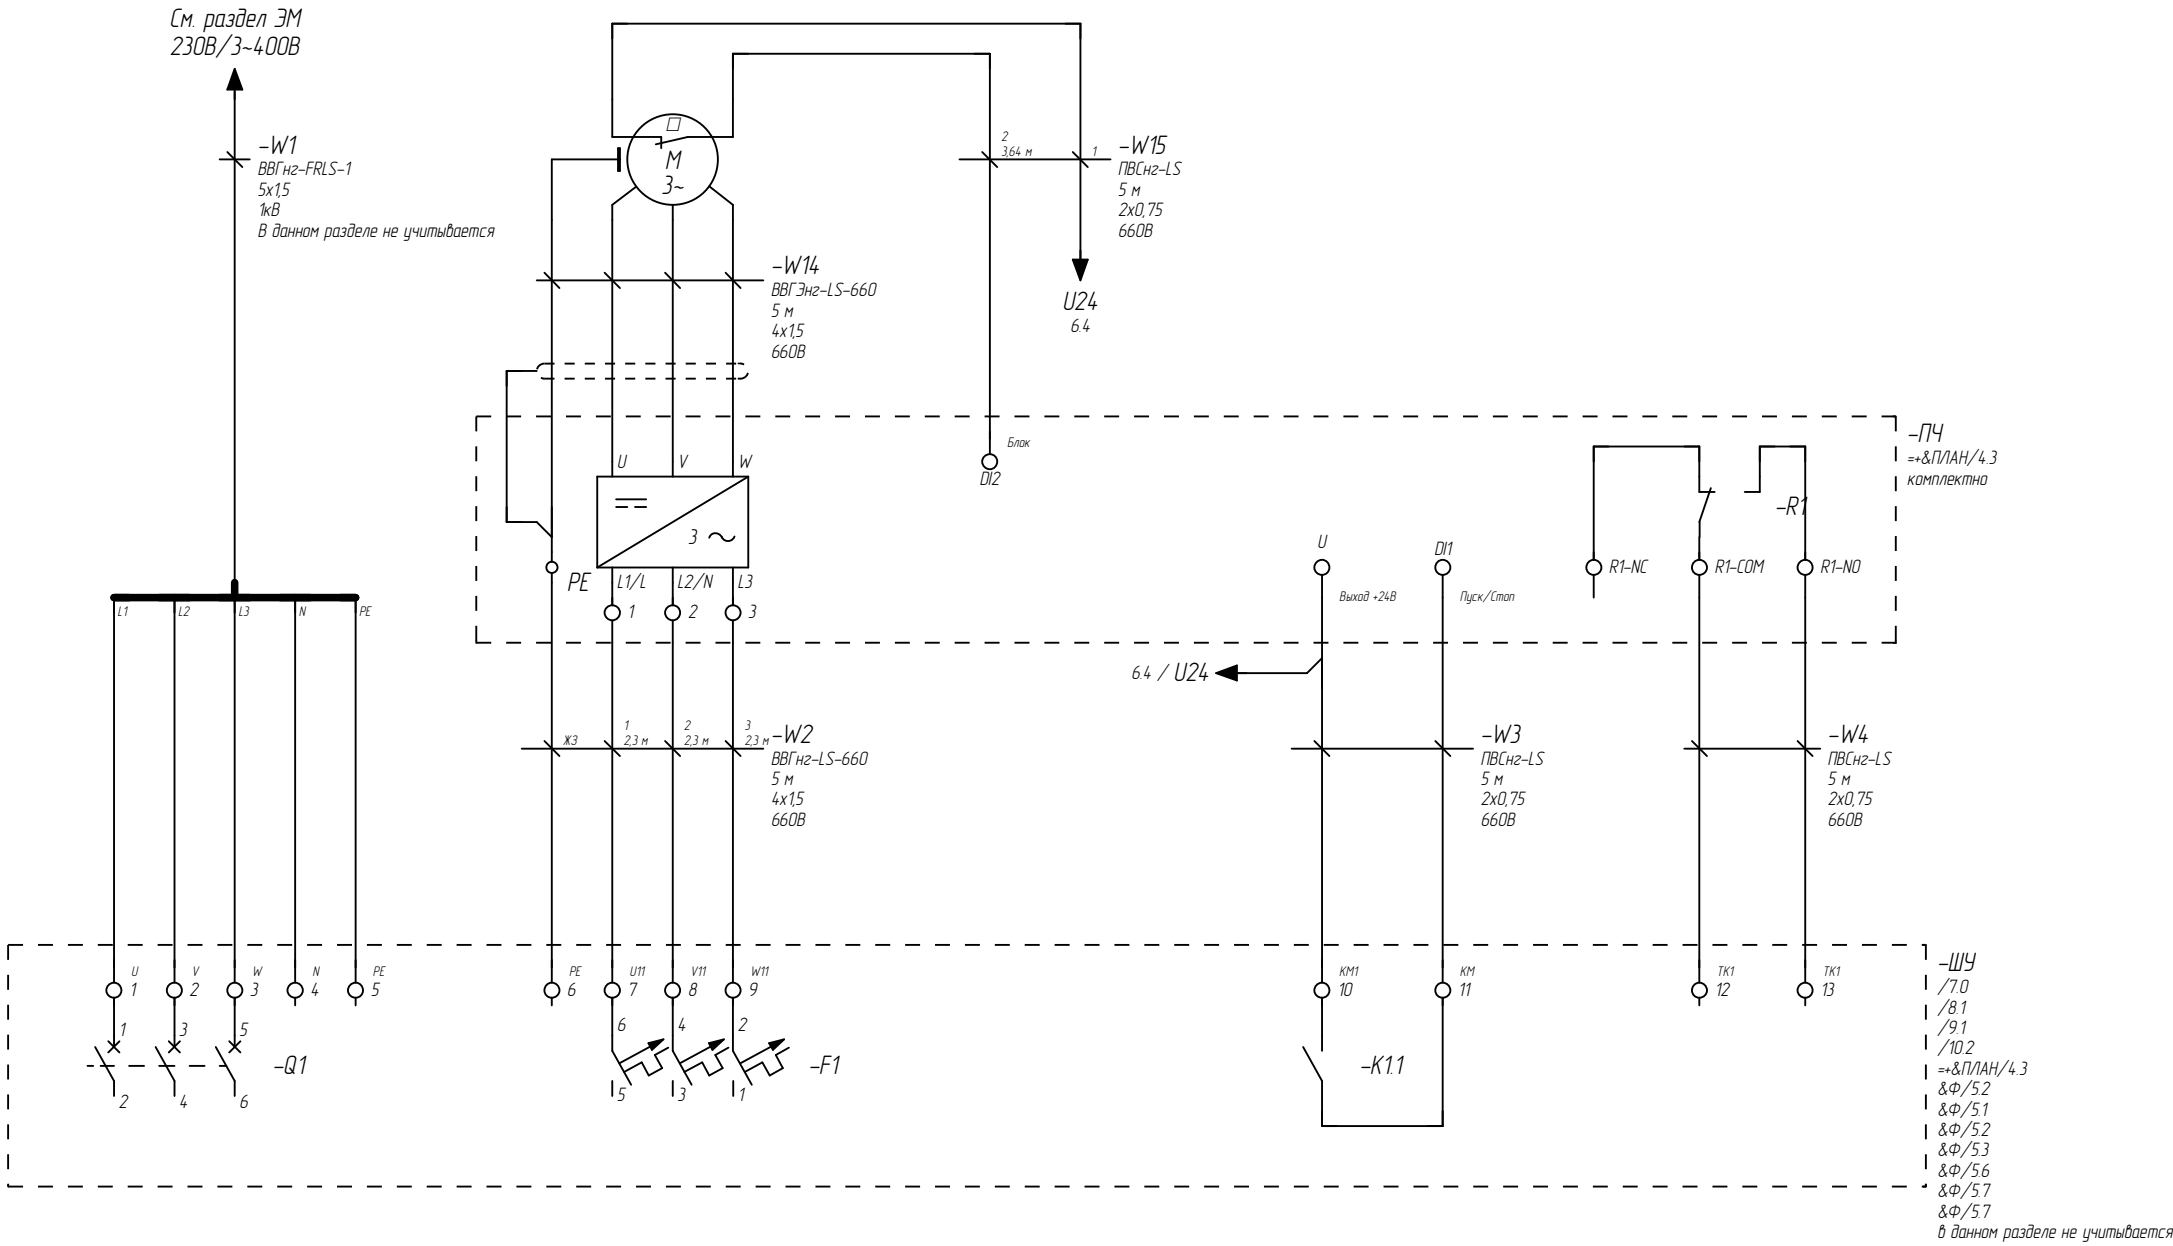 См. раздел ЭМ
230В/3~400В
-W1
ВВГнг-FRLS-1
5x1,5
1кВ
В данном разделе не учитывается
M
3~
2
3,64 м
1
-W15
ПВСнг-LS
5 м
2x0,75
660В
-W14
ВВГЭнг-LS-660
5 м
4x1,5
660В
U24
6.4
Блок
DI2
-ПЧ
=+&ПЛАН/4.3
комплектно
U
V
W
3
-R1
U
DI1
R1-NC
R1-COM
R1-NO
PE
L1/L
L2/N
L3
1
2
3
Выход +24В
Пуск/Стоп
L1
L2
L3
N
PE
6.4 / U24
ЖЗ
1
2,3 м
2
2,3 м
3
2,3 м
-W2
ВВГнг-LS-660
5 м
4x1,5
660В
-W3
ПВСнг-LS
5 м
2x0,75
660В
-W4
ПВСнг-LS
5 м
2x0,75
660В
U
1
V
2
W
3
N
4
PE
5
PE
6
U11
7
V11
8
W11
9
KM1
10
KM
11
TK1
12
TK1
13
1
3
5
-Q1
2
4
6
6
4
2
-F1
5
3
1
-K1.1
-ШУ
/7.0
/8.1
/9.1
/10.2
=+&ПЛАН/4.3
&Ф/5.2
&Ф/5.1
&Ф/5.2
&Ф/5.3
&Ф/5.6
&Ф/5.7
&Ф/5.7
в данном разделе не учитывается